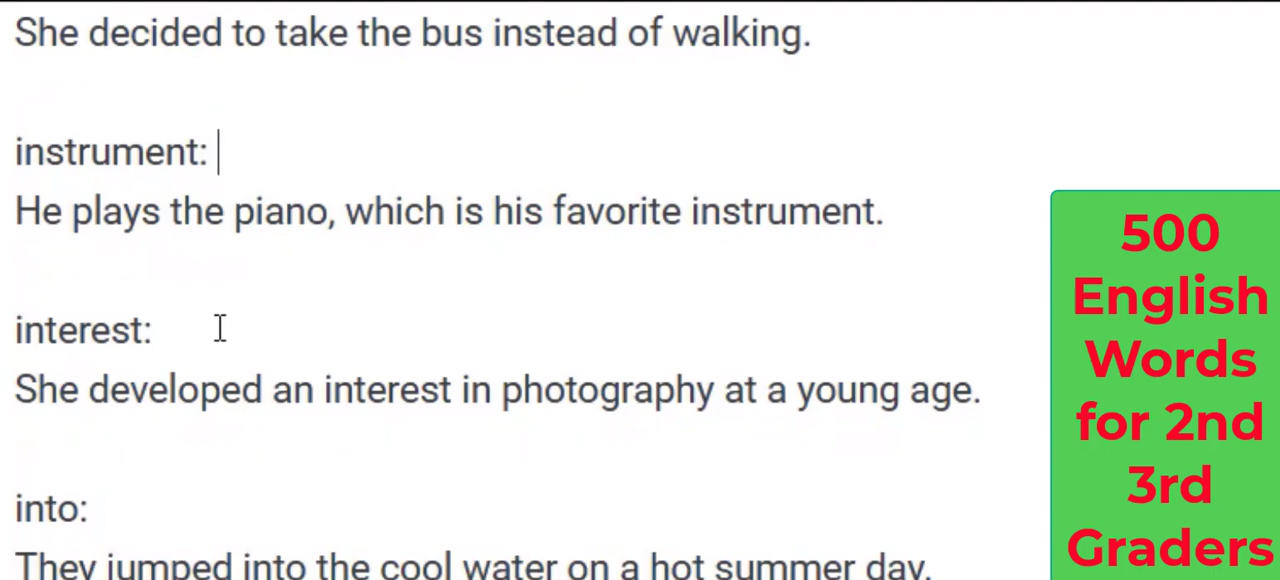 She decided to take the bus instead of walking.
instrument:
He plays the piano, which is his favorite instrument.
interest:
She developed an interest in photography at a young age.
into:
They jumped into the cool water on a hot summer day.
500
English
Words
for 2nd
3rd
Graders